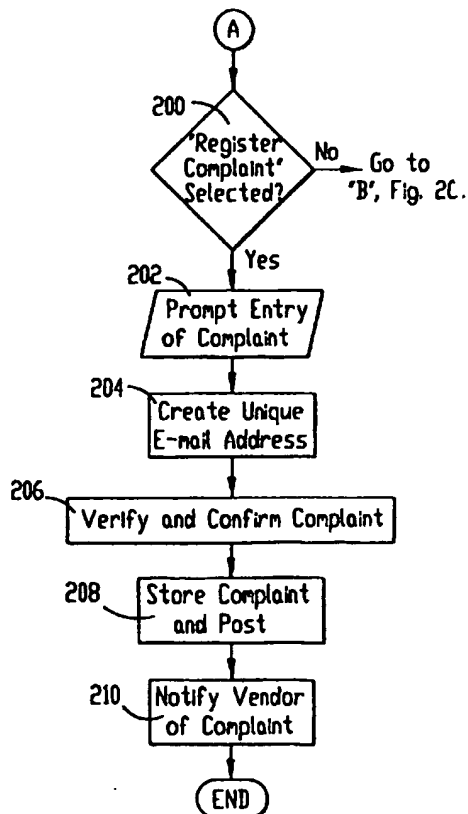 A
200
"Register
Complaint"
Selected?
No
Go to
"B", Fig. 2C.
Yes
202
Prompt Entry
of Complaint
204
Create Unique
E-mail Address
206
Verify and Confirm Complaint
208
Store Complaint
and Post
210
Notify Vendor
of Complaint
END